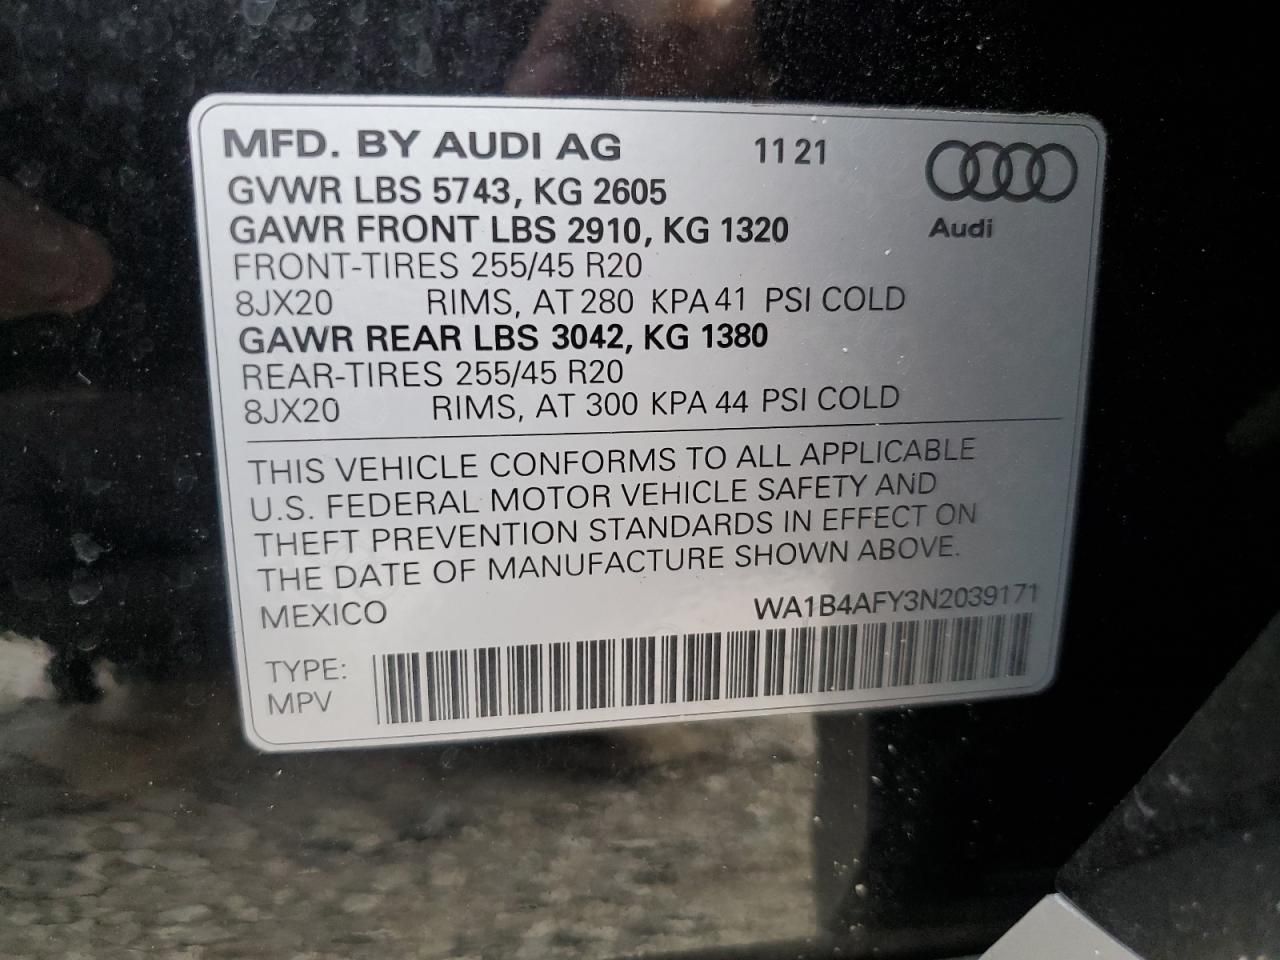 MFD. BY AUDI AG 11 21
GVWR LBS 5743, KG 2605
GAWR FRONT LBS 2910, KG 1320
Audi
FRONT-TIRES 255/45 R20
8JX20 RIMS, AT 280 KPA 41 PSI COLD
GAWR REAR LBS 3042, KG 1380
REAR-TIRES 255/45 R20
8JX20 RIMS, AT 300 KPA 44 PSI COLD
THIS VEHICLE CONFORMS TO ALL APPLICABLE
U.S. FEDERAL MOTOR VEHICLE SAFETY AND
THEFT PREVENTION STANDARDS IN EFFECT ON
THE DATE OF MANUFACTURE SHOWN ABOVE.
MEXICO WA1B4AFY3N2039171
TYPE:
MPV